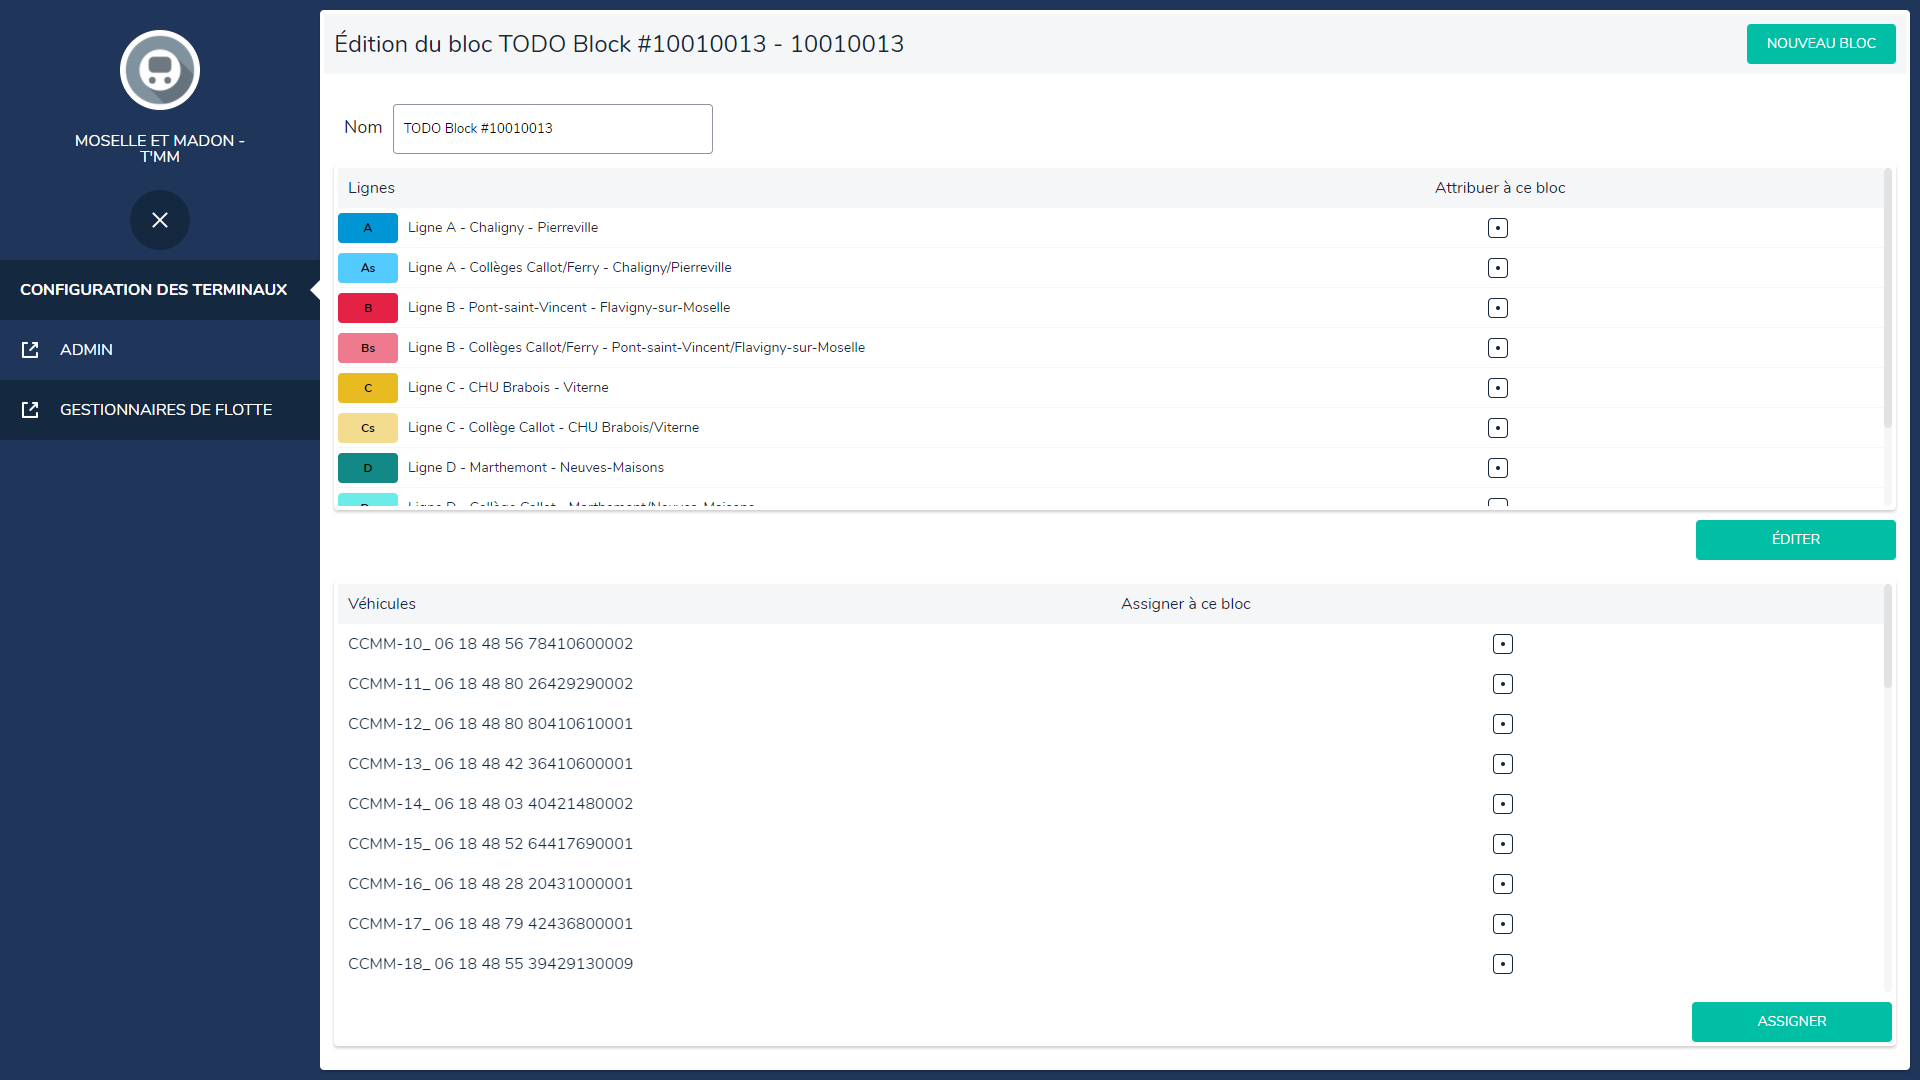 MOSELLE ET MADON -
T'MM
CONFIGURATION DES TERMINAUX
ADMIN
GESTIONNAIRES DE FLOTTE
Édition du bloc TODO Block #10010013 - 10010013
NOUVEAU BLOC
Nom
TODO Block #10010013
Lignes
Attribuer à ce bloc
A Ligne A - Chaligny - Pierreville
As Ligne A - Collèges Callot/Ferry - Chaligny/Pierreville
B Ligne B - Pont-saint-Vincent - Flavigny-sur-Moselle
Bs Ligne B - Collèges Callot/Ferry - Pont-saint-Vincent/Flavigny-sur-Moselle
C Ligne C - CHU Brabois - Viterne
Cs Ligne C - Collège Callot - CHU Brabois/Viterne
D Ligne D - Marthemont - Neuves-Maisons
Ligne D - Collège Callot - Marthemont/Neuves-Maisons
ÉDITER
Véhicules
Assigner à ce bloc
CCMM-10_ 06 18 48 56 78410600002
CCMM-11_ 06 18 48 80 26429290002
CCMM-12_ 06 18 48 80 80410610001
CCMM-13_ 06 18 48 42 36410600001
CCMM-14_ 06 18 48 03 40421480002
CCMM-15_ 06 18 48 52 64417690001
CCMM-16_ 06 18 48 28 20431000001
CCMM-17_ 06 18 48 79 42436800001
CCMM-18_ 06 18 48 55 39429130009
ASSIGNER